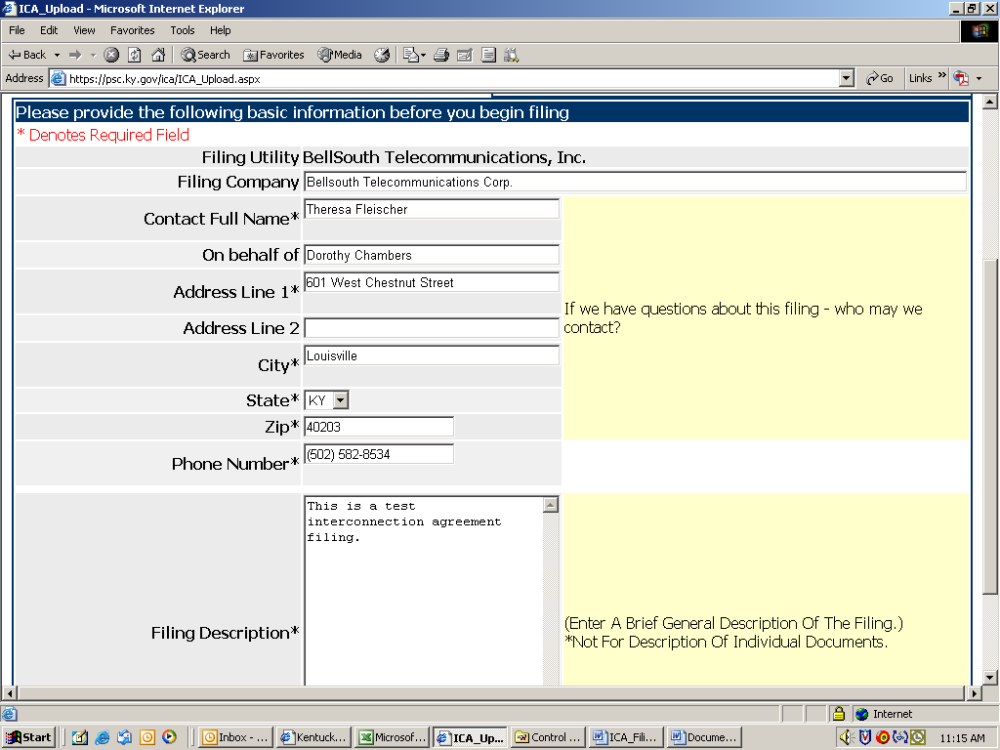 ICA_Upload - Microsoft Internet Explorer
File Edit View Favorites Tools Help
Back Search Favorites Media
Address https://psc.ky.gov/ica/ICA_Upload.aspx Go Links »
Please provide the following basic information before you begin filing
* Denotes Required Field
Filing Utility BellSouth Telecommunications, Inc.
Filing Company Bellsouth Telecommunications Corp.
Contact Full Name* Theresa Fleischer
On behalf of Dorothy Chambers
Address Line 1* 601 West Chestnut Street
If we have questions about this filing - who may we
contact?
Address Line 2
City* Louisville
State* KY
Zip* 40203
Phone Number* (502) 582-8534
This is a test
interconnection agreement
filing.
Filing Description*
(Enter A Brief General Description Of The Filing.)
*Not For Description Of Individual Documents.
Internet
Start Inbox - ... Kentuck... Microsof... ICA_Up... Control ... ICA_Fili... Docume... 11:15 AM